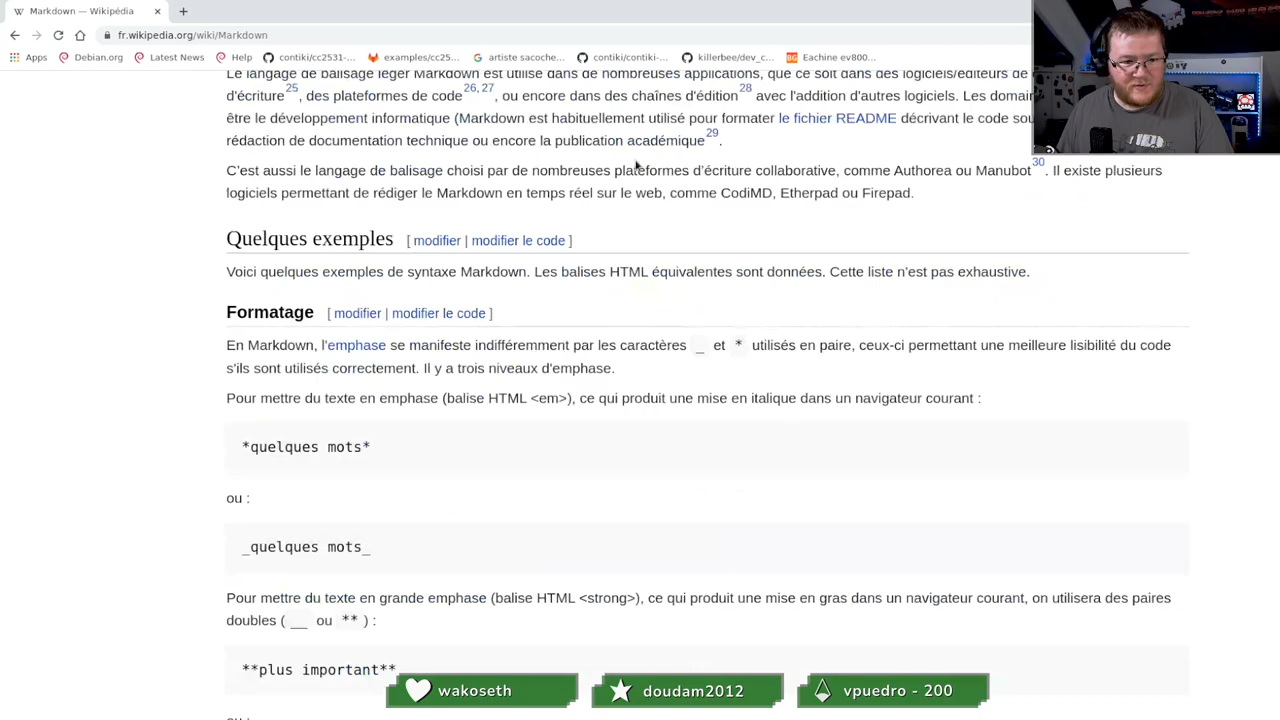 Markdown — Wikipédia
fr.wikipedia.org/wiki/Markdown
Apps Debian.org Latest News Help contiki/cc2531-... examples/cc25... artiste sacoche... contiki/contiki-... killerbee/dev_c... Eachine ev800...
Le langage de balisage léger Markdown est utilisé dans de nombreuses applications, que ce soit dans des logiciels/éditeurs de
d'écriture 25, des plateformes de code 26, 27, ou encore dans des chaînes d'édition 28 avec l'addition d'autres logiciels. Les
être le développement informatique (Markdown est habituellement utilisé pour formater le fichier README décrivant le code
rédaction de documentation technique ou encore la publication académique 29.
C'est aussi le langage de balisage choisi par de nombreuses plateformes d'écriture collaborative, comme Authorea ou Manubot 30. Il existe plusieurs
logiciels permettant de rédiger le Markdown en temps réel sur le web, comme CodiMD, Etherpad ou Firepad.
Quelques exemples [ modifier | modifier le code ]
Voici quelques exemples de syntaxe Markdown. Les balises HTML équivalentes sont données. Cette liste n'est pas exhaustive.
Formatage [ modifier | modifier le code ]
En Markdown, l'emphase se manifeste indifféremment par les caractères _ et * utilisés en paire, ceux-ci permettant une meilleure lisibilité du code
s'ils sont utilisés correctement. Il y a trois niveaux d'emphase.
Pour mettre du texte en emphase (balise HTML <em>), ce qui produit une mise en italique dans un navigateur courant :
*quelques mots*
ou :
_quelques mots_
Pour mettre du texte en grande emphase (balise HTML <strong>), ce qui produit une mise en gras dans un navigateur courant, on utilisera des paires
doubles ( __ ou ** ) :
**plus important**
wakoseth
doudam2012
vpuedro - 200